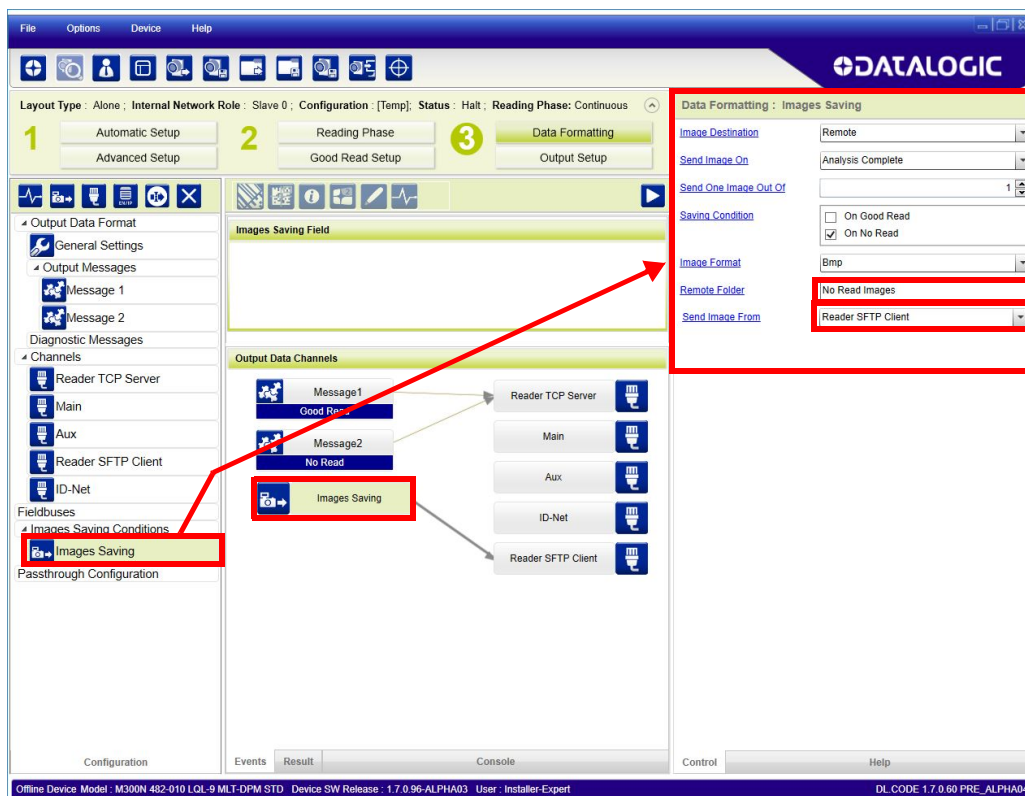 File Options Device Help
DATALOGIC
Layout Type : Alone ; Internal Network Role : Slave 0 ; Configuration : [Temp]; Status : Halt ; Reading Phase: Continuous
1 Automatic Setup 2 Reading Phase 3 Data Formatting
Advanced Setup Good Read Setup Output Setup
Output Data Format
General Settings
Output Messages
Message 1
Message 2
Diagnostic Messages
Channels
Reader TCP Server
Main
Aux
Reader SFTP Client
ID-Net
Fieldbuses
Images Saving Conditions
Images Saving
Passthrough Configuration
Configuration
Images Saving Field
Output Data Channels
Message1
Good Read
Message2
No Read
Images Saving
Reader TCP Server
Main
Aux
ID-Net
Reader SFTP Client
Events Result Console
Data Formatting : Images Saving
Image Destination Remote
Send Image On Analysis Complete
Send One Image Out Of 1
Saving Condition On Good Read
On No Read
Image Format Bmp
Remote Folder No Read Images
Send Image From Reader SFTP Client
Control Help
Offline Device Model : M300N 482-010 LQL-9 MLT-DPM STD Device SW Release : 1.7.0.96-ALPHA03 User : Installer-Expert DL.CODE 1.7.0.60 PRE_ALPHA04